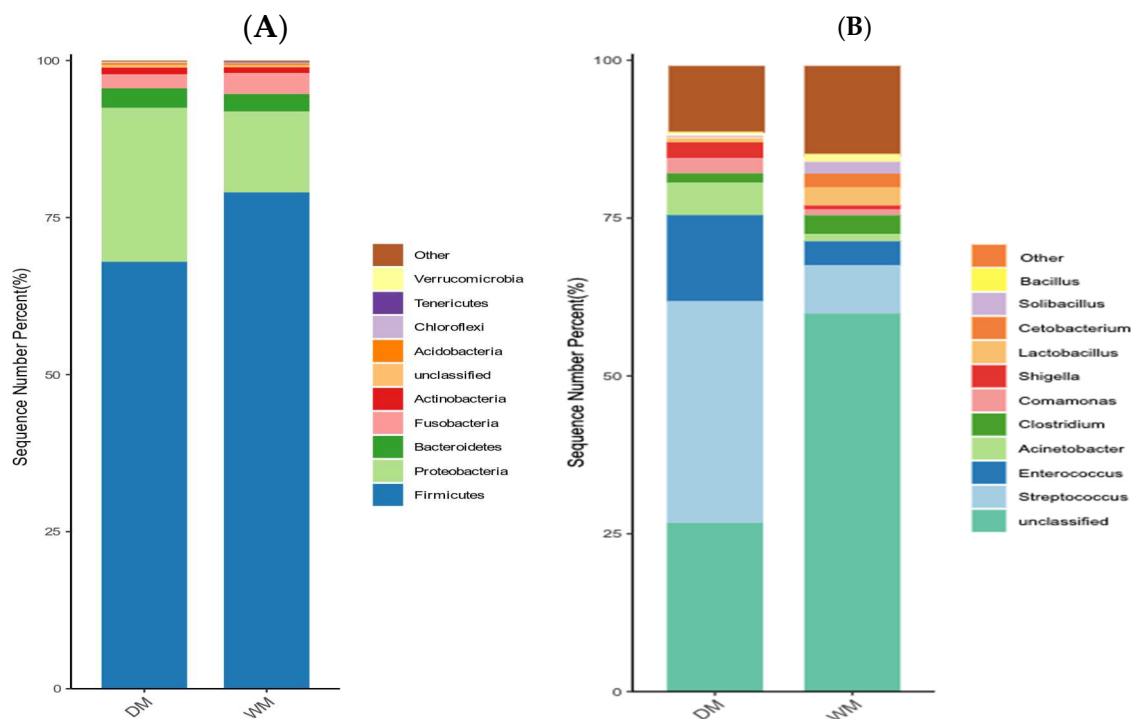 (A)
Sequence Number Percent(%)
100
75
50
25
0
DM
WM
Other
Verrucomicrobia
Tenericutes
Chloroflexi
Acidobacteria
unclassified
Actinobacteria
Fusobacteria
Bacteroidetes
Proteobacteria
Firmicutes
(B)
Sequence Number Percent(%)
100
75
50
25
0
DM
WM
Other
Bacillus
Solibacillus
Cetobacterium
Lactobacillus
Shigella
Comamonas
Clostridium
Acinetobacter
Enterococcus
Streptococcus
unclassified